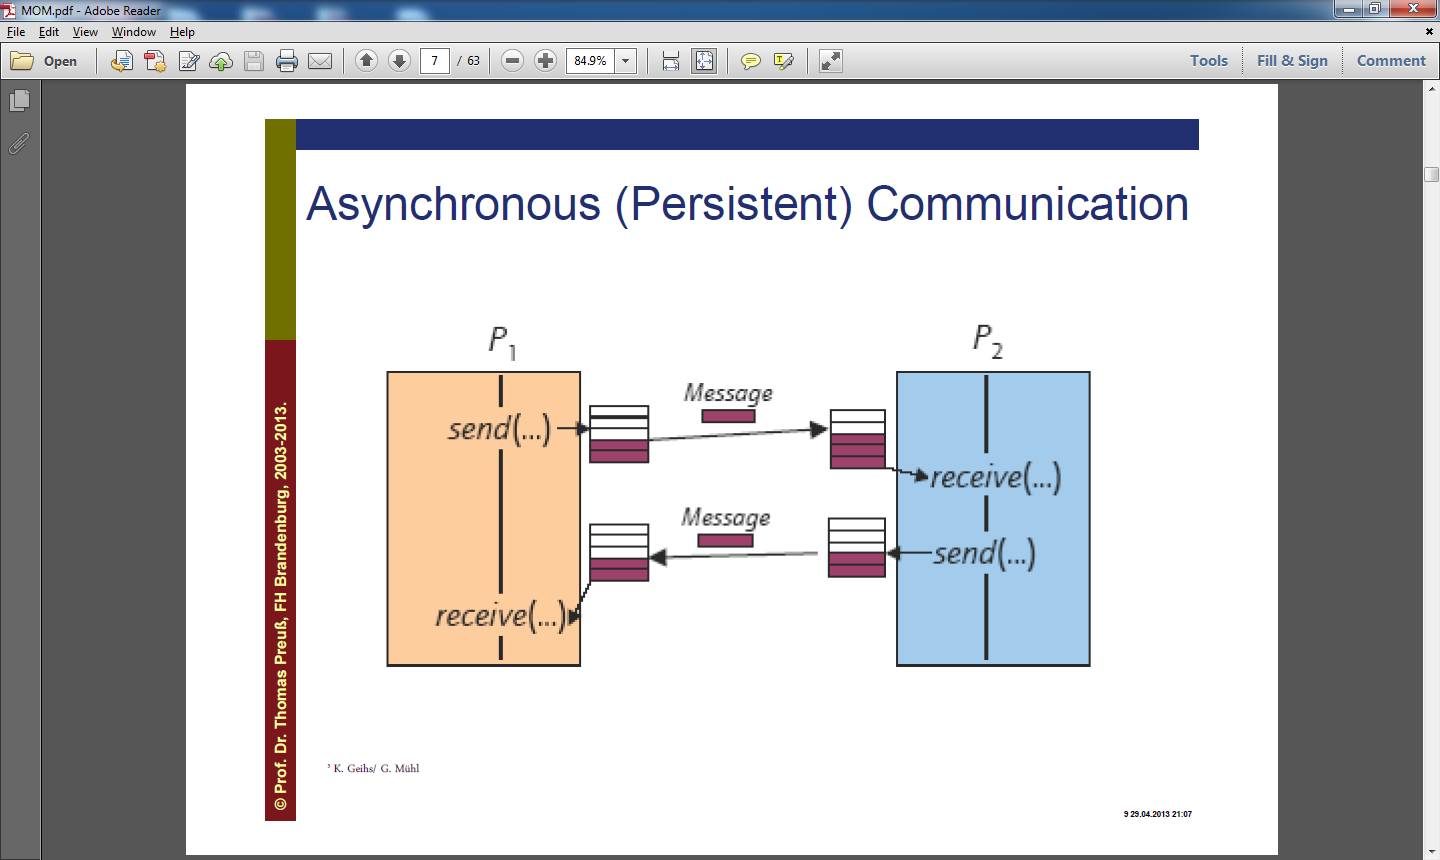 MOM.pdf - Adobe Reader
File Edit View Window Help
Open 7 / 63 84.9% Tools Fill & Sign Comment
Asynchronous (Persistent) Communication
P1 P2
Message
send(...)
receive(...)
Message
send(...)
receive(...)
© Prof. Dr. Thomas Preuß, FH Brandenburg, 2003-2013.
³ K. Geihs/ G. Mühl
9 29.04.2013 21:07